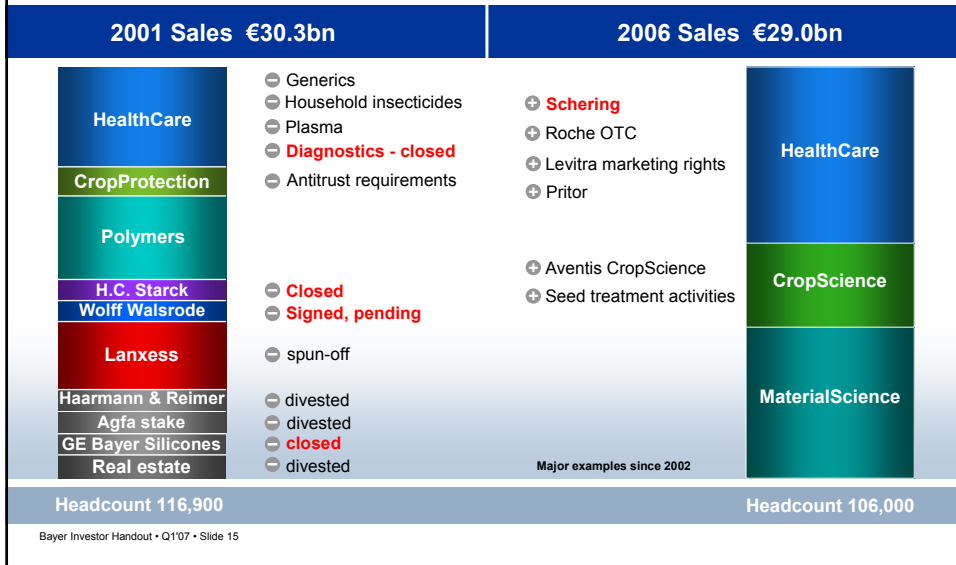 2001 Sales €30.3bn
2006 Sales €29.0bn
HealthCare
Generics
Household insecticides
Plasma
Diagnostics - closed
CropProtection
Antitrust requirements
Polymers
H.C. Starck
Closed
Wolff Walsrode
Signed, pending
Lanxess
spun-off
Haarmann & Reimer
divested
Agfa stake
divested
GE Bayer Silicones
closed
Real estate
divested
Schering
Roche OTC
Levitra marketing rights
Pritor
Aventis CropScience
Seed treatment activities
Major examples since 2002
HealthCare
CropScience
MaterialScience
Headcount 116,900
Headcount 106,000
Bayer Investor Handout • Q1'07 • Slide 15